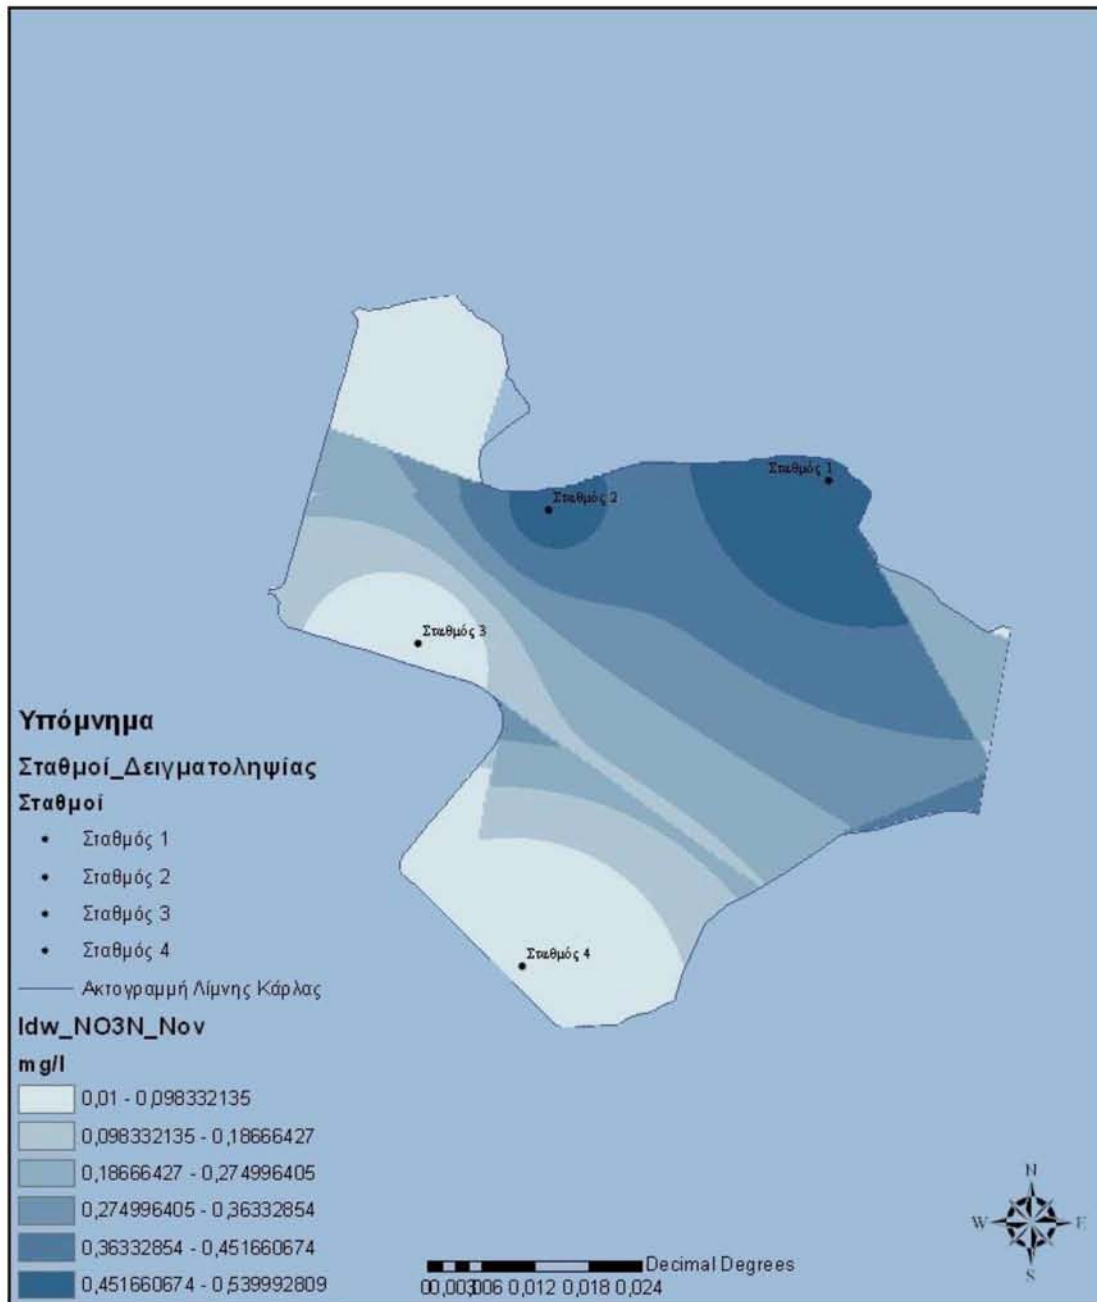 Σταθμός 1
Σταθμός 2
Σταθμός 3
Σταθμός 4
Υπόμνημα
Σταθμοί_Δειγματοληψίας
Σταθμοί
Σταθμός 1
Σταθμός 2
Σταθμός 3
Σταθμός 4
Ακτογραμμή Λίμνης Κάρλας
Idw_NO3N_Nov
mg/l
0,01 - 0,098332135
0,098332135 - 0,18666427
0,18666427 - 0,274996405
0,274996405 - 0,36332854
0,36332854 - 0,451660674
0,451660674 - 0,539992809
N
W E
S
Decimal Degrees
0,012 0,018 0,024